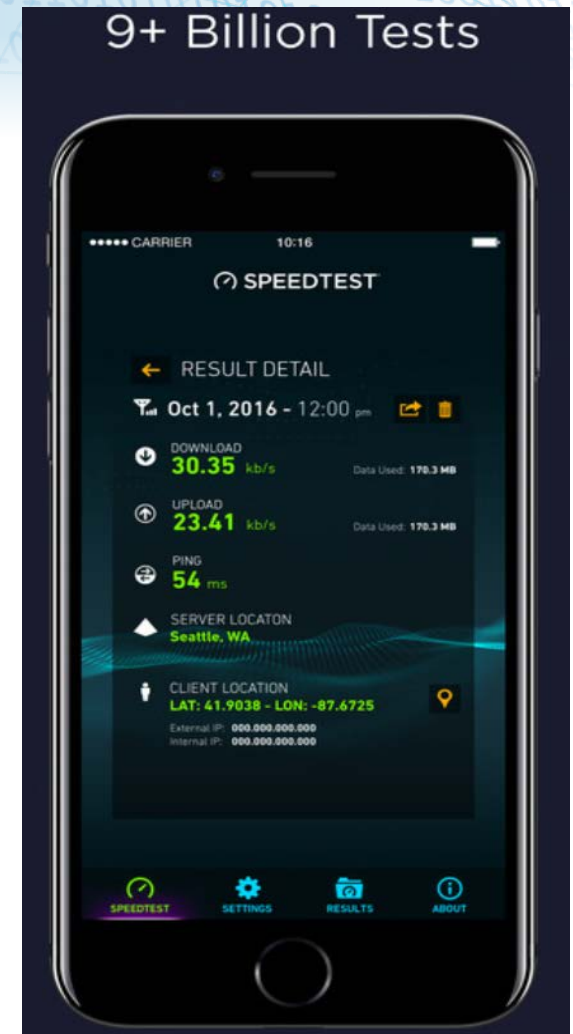 9+ Billion Tests
CARRIER 10:16
SPEEDTEST
RESULT DETAIL
Oct 1, 2016 - 12:00 pm
DOWNLOAD
30.35 kb/s Data Used: 170.3 MB
UPLOAD
23.41 kb/s Data Used: 170.3 MB
PING
54 ms
SERVER LOCATON
Seattle, WA
CLIENT LOCATION
LAT: 41.9038 - LON: -87.6725
External IP: 000.000.000.000
Internal IP: 000.000.000.000
SPEEDTEST SETTINGS RESULTS ABOUT